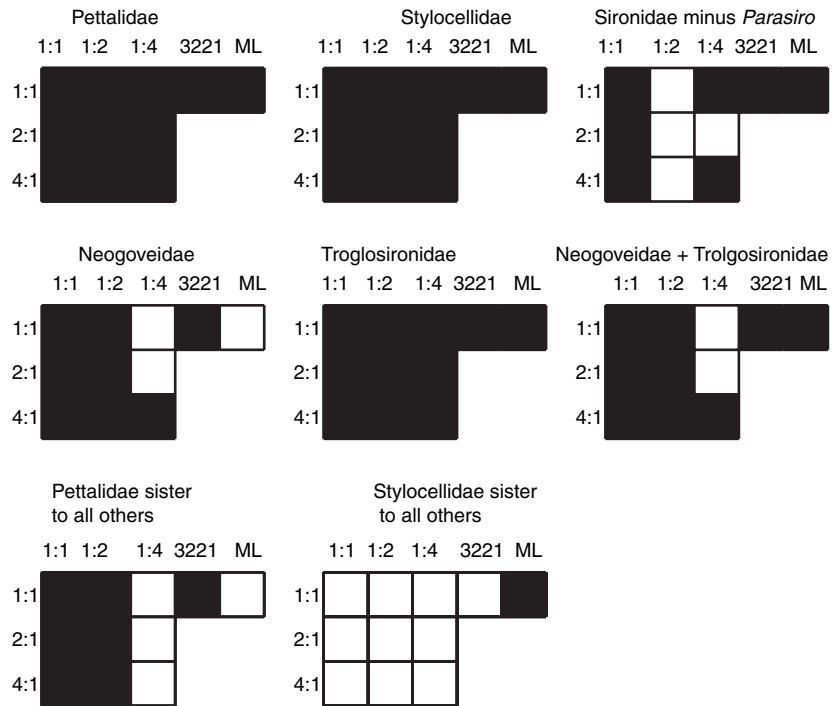 Pettalidae
1:1 1:2 1:4 3221 ML
1:1
2:1
4:1
Stylocellidae
1:1 1:2 1:4 3221 ML
1:1
2:1
4:1
Sironidae minus Parasiro
1:1 1:2 1:4 3221 ML
1:1
2:1
4:1
Neogoveidae
1:1 1:2 1:4 3221 ML
1:1
2:1
4:1
Troglosironidae
1:1 1:2 1:4 3221 ML
1:1
2:1
4:1
Neogoveidae + Trolgosironidae
1:1 1:2 1:4 3221 ML
1:1
2:1
4:1
Pettalidae sister
to all others
1:1 1:2 1:4 3221 ML
1:1
2:1
4:1
Stylocellidae sister
to all others
1:1 1:2 1:4 3221 ML
1:1
2:1
4:1